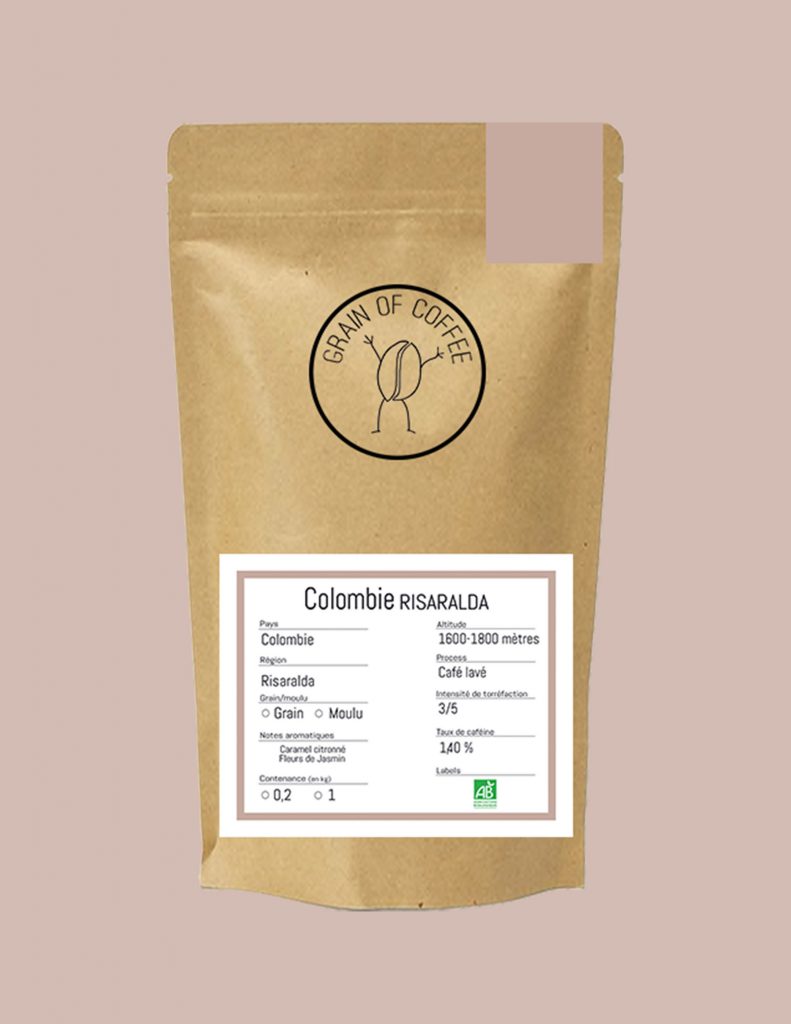 GRAIN OF COFFEE
Colombie RISARALDA
Pays
Colombie
Région
Risaralda
Grain/moulu
Grain Moulu
Notes aromatiques
Caramel citronné
Fleurs de Jasmin
Contenance (en kg)
0,2 1
Altitude
1600-1800 mètres
Process
Café lavé
Intensité de torréfaction
3/5
Taux de caféine
1,40 %
Labels
AB
AGRICULTURE
BIOLOGIQUE